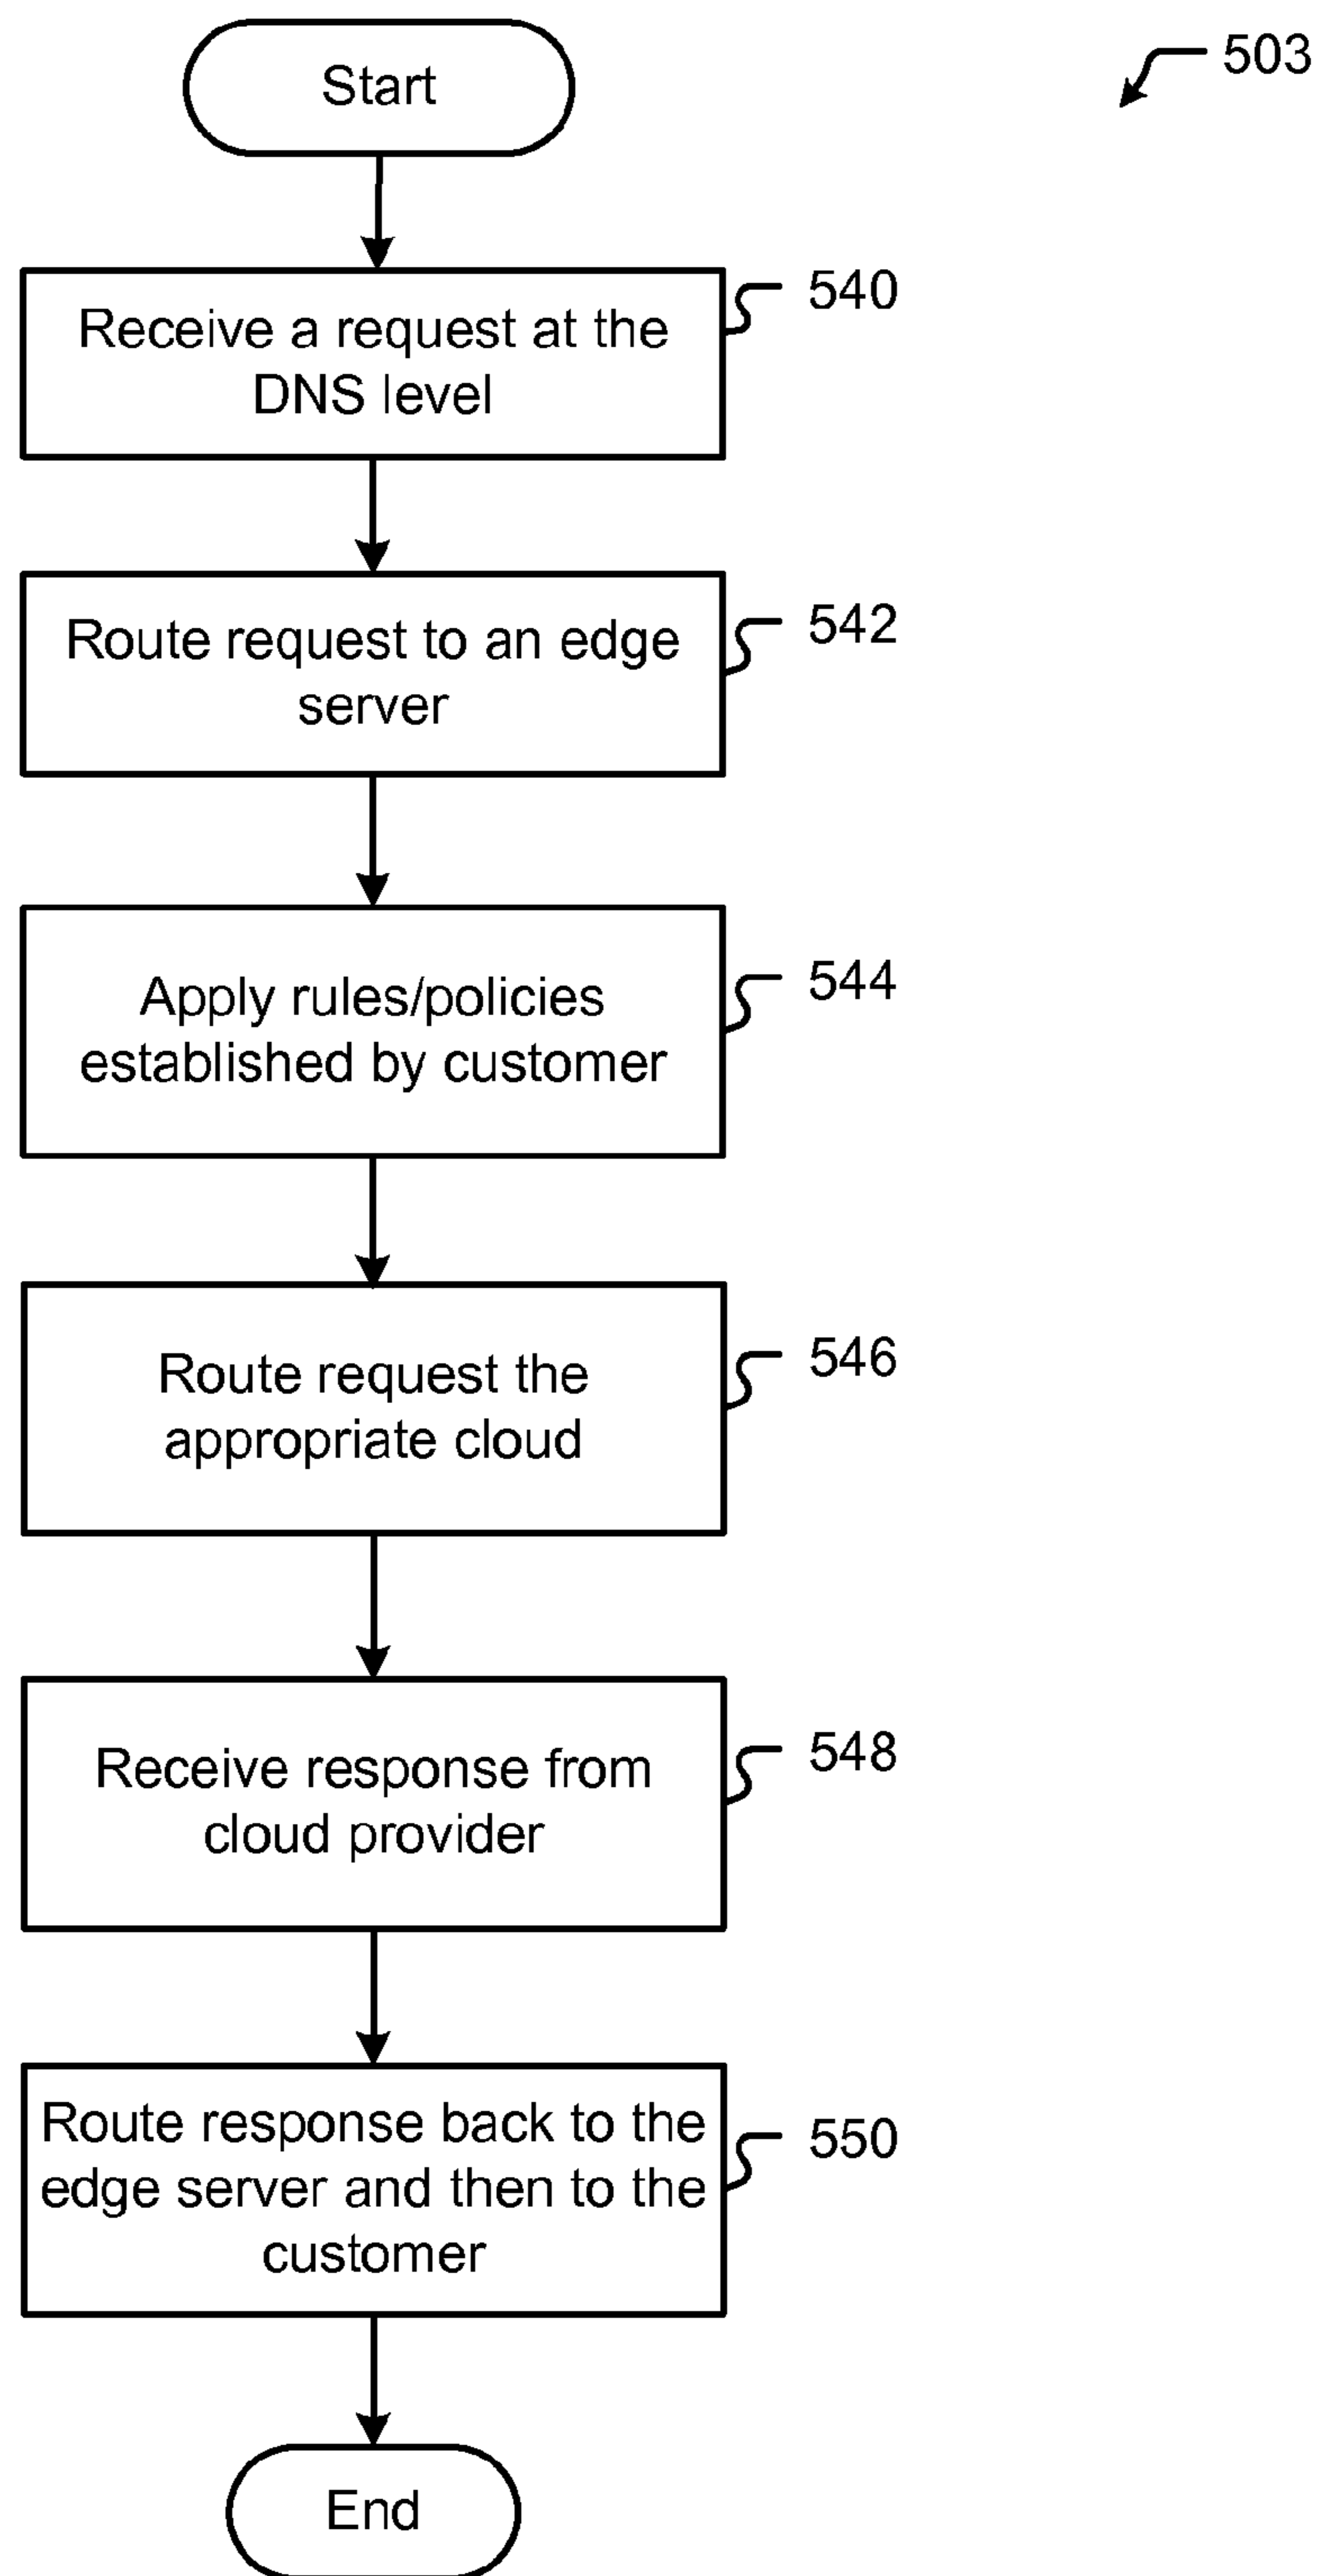 Start
503
Receive a request at the
DNS level
540
Route request to an edge
server
542
Apply rules/policies
established by customer
544
Route request the
appropriate cloud
546
Receive response from
cloud provider
548
Route response back to the
edge server and then to the
customer
550
End